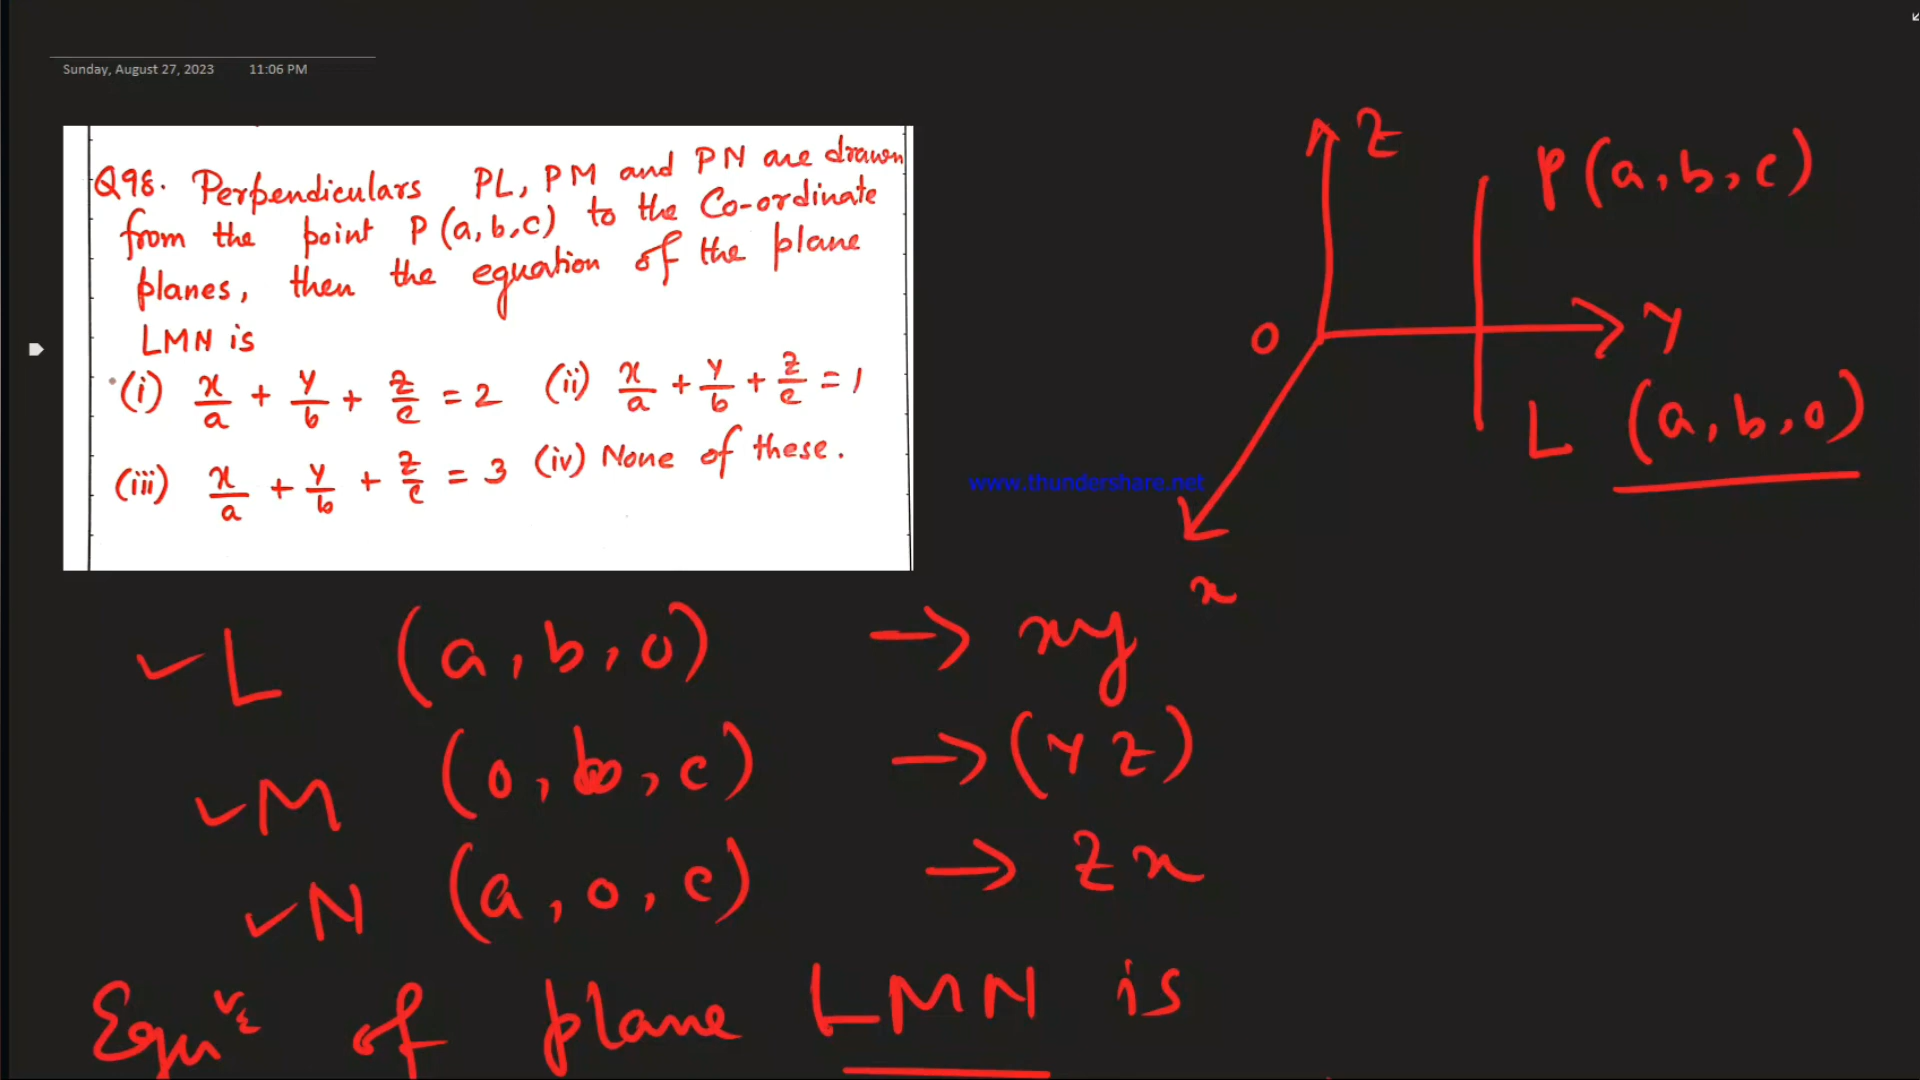 Sunday, August 27, 2023 11:06 PM
Q98. Perpendiculars PL, PM and PN are drawn
from the point P (a, b, c) to the Co-ordinate
planes, then the equation of the plane
LMN is
(i) x/a + y/b + z/c = 2 (ii) x/a + y/b + z/c = 1
(iii) x/a + y/b + z/c = 3 (iv) None of these.
Z
P (a, b, c)
O
Y
L (a, b, 0)
x
www.thundershare.net
L (a, b, 0) → xy
M (0, b, c) → (Y Z)
N (a, 0, c) → Zx
of plane LMN is